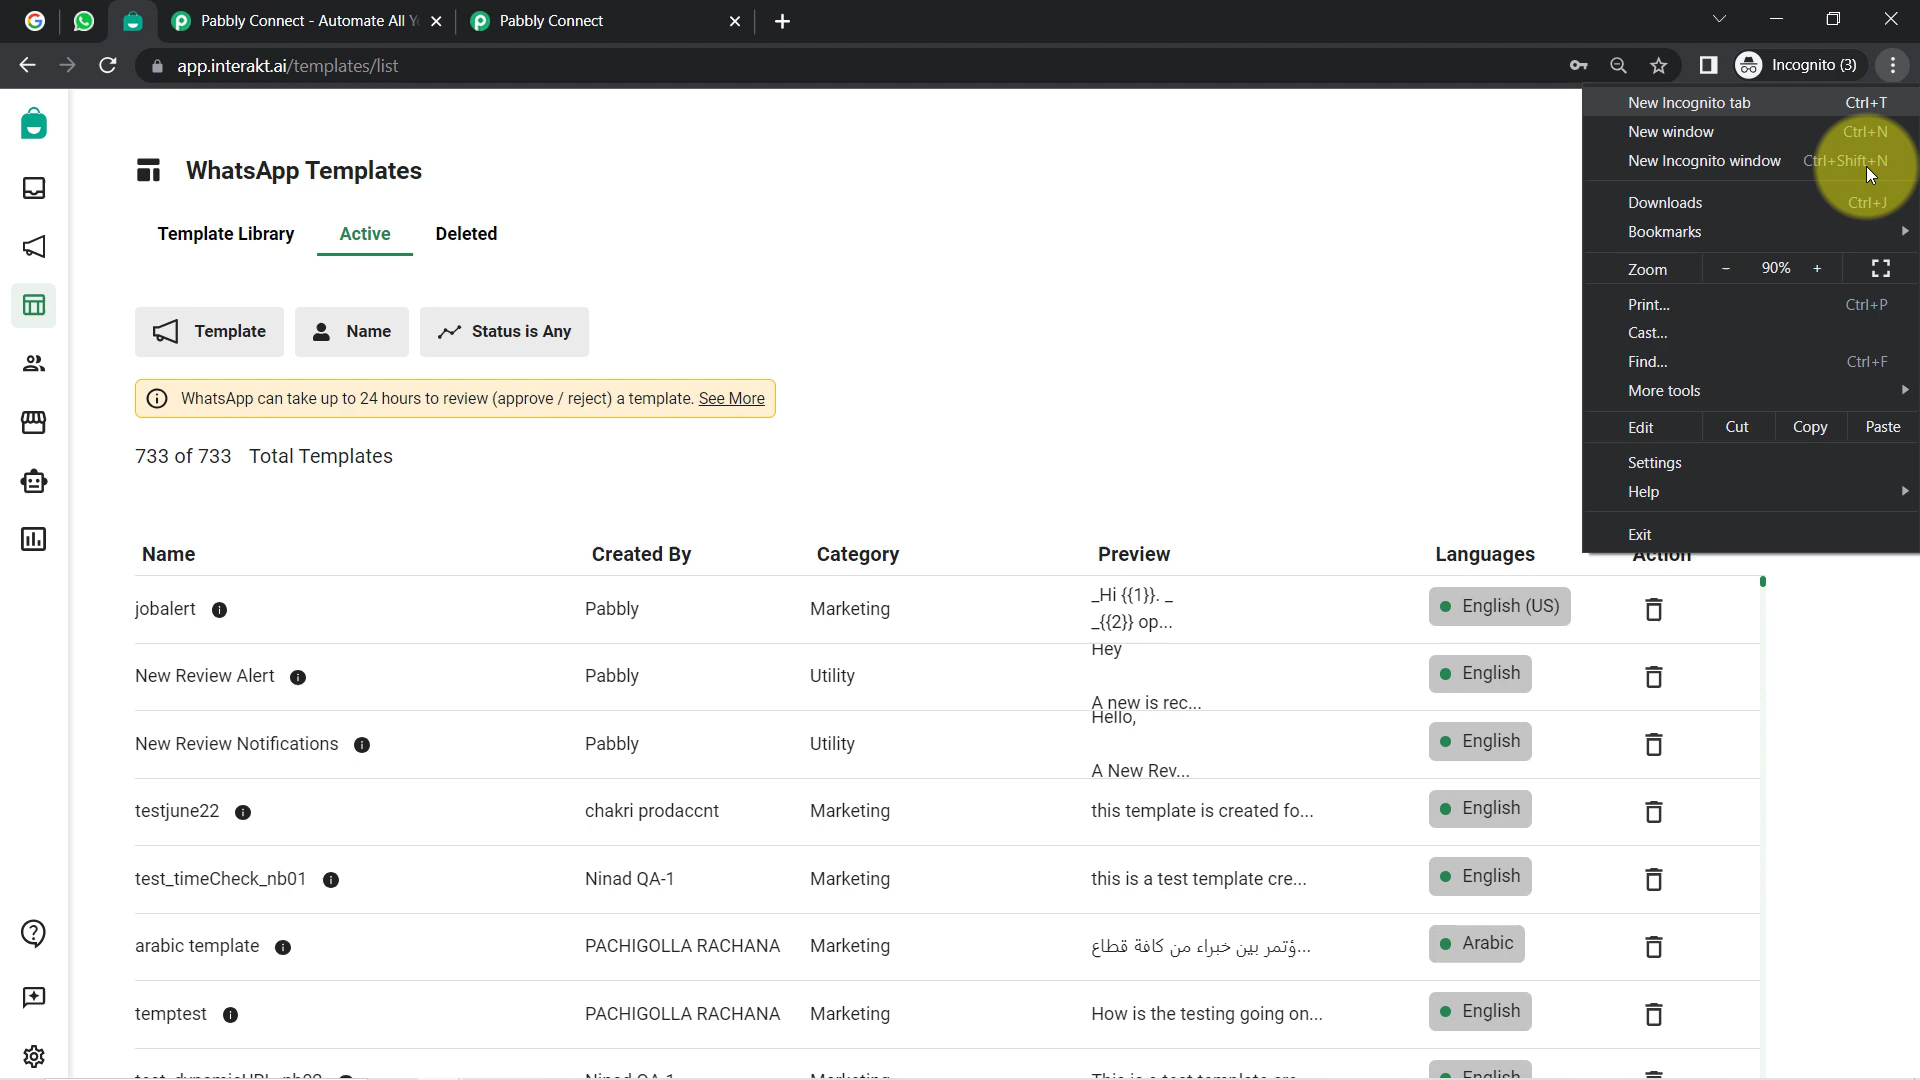 Pabbly Connect - Automate All Y
Pabbly Connect
app.interakt.ai/templates/list
Incognito (3)
New Incognito tab Ctrl+T
New window Ctrl+N
New Incognito window Ctrl+Shift+N
Downloads Ctrl+J
Bookmarks
Zoom - 90% +
Print... Ctrl+P
Cast...
Find... Ctrl+F
More tools
Edit Cut Copy Paste
Settings
Help
Exit
WhatsApp Templates
Template Library Active Deleted
Template Name Status is Any
WhatsApp can take up to 24 hours to review (approve / reject) a template. See More
733 of 733 Total Templates
Name Created By Category Preview Languages Action
jobalert Pabbly Marketing _Hi {{1}}. _ English (US)
_{{2}} op...
New Review Alert Pabbly Utility Hey English
A new is rec...
New Review Notifications Pabbly Utility Hello, English
A New Rev...
testjune22 chakri prodaccnt Marketing this template is created fo... English
test_timeCheck_nb01 Ninad QA-1 Marketing this is a test template cre... English
arabic template PACHIGOLLA RACHANA Marketing ؤتمر بين خبراء من كافة قطاع... Arabic
temptest PACHIGOLLA RACHANA Marketing How is the testing going on... English
Ninad QA-1 Marketing English